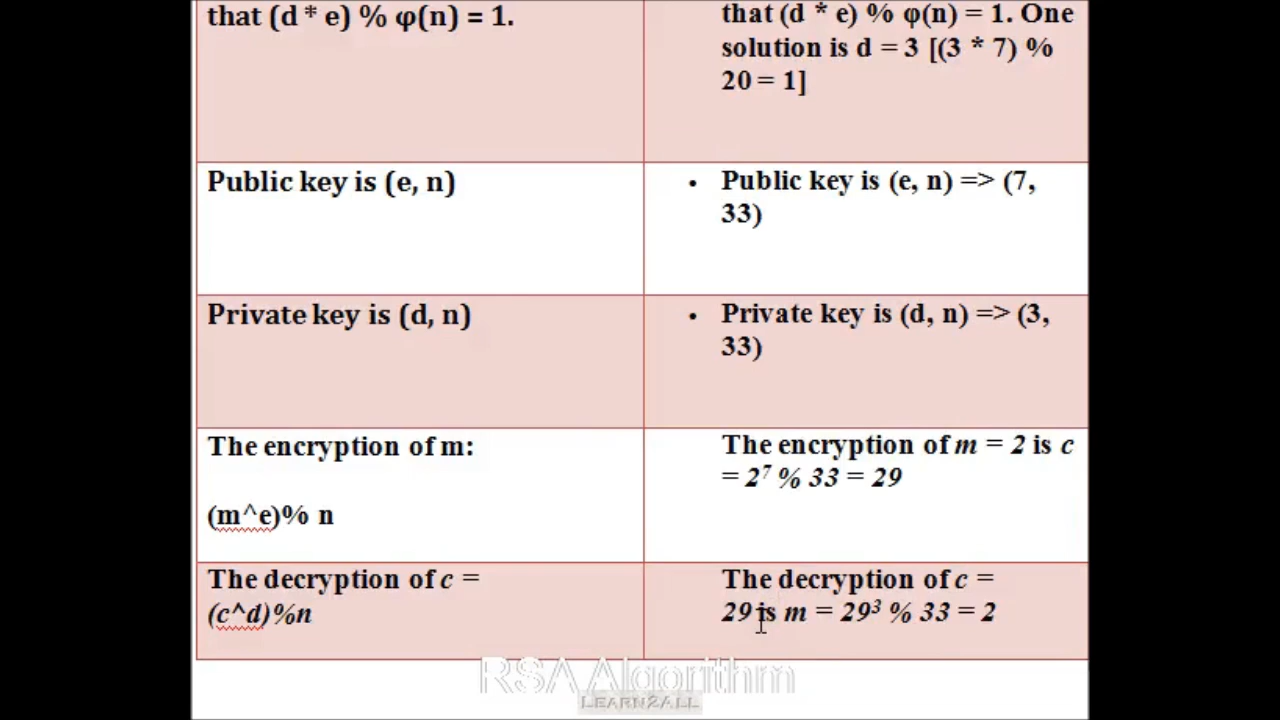 that (d * e) % φ(n) = 1.
that (d * e) % φ(n) = 1. One
solution is d = 3 [(3 * 7) %
20 = 1]
Public key is (e, n)
• Public key is (e, n) => (7,
33)
Private key is (d, n)
• Private key is (d, n) => (3,
33)
The encryption of m:
(m^e)% n
The encryption of m = 2 is c
= 2⁷ % 33 = 29
The decryption of c =
(c^d)%n
The decryption of c =
29 is m = 29³ % 33 = 2
RSA Algorithm
LEARN2ALL